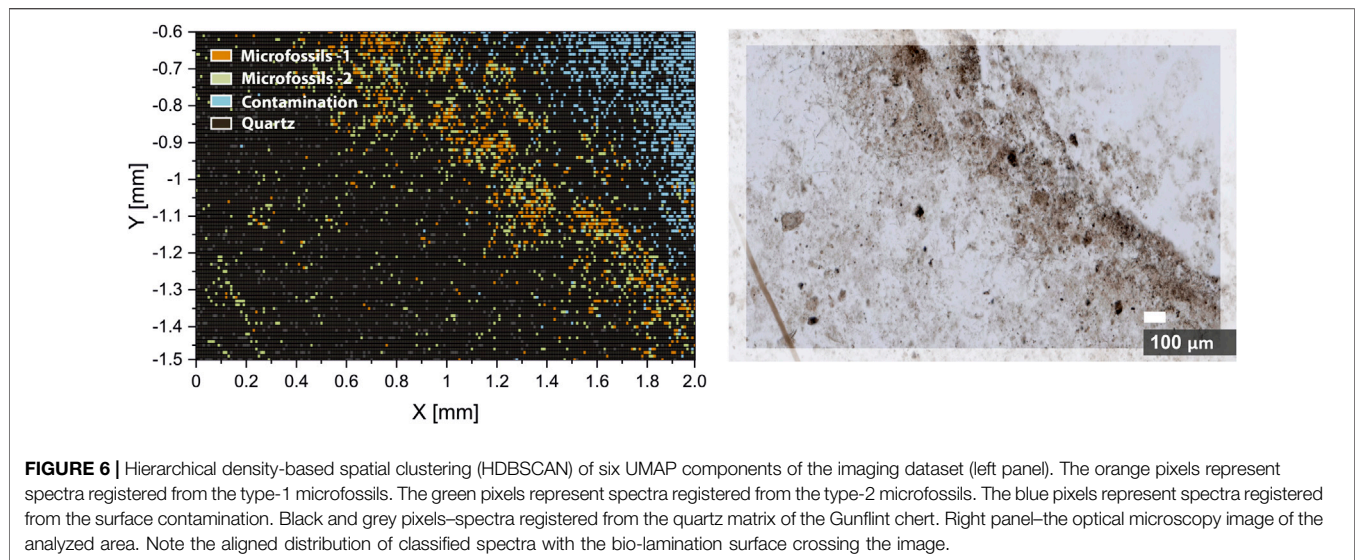 -0.6
Microfossils -1
-0.7
Microfossils -2
-0.8
Contamination
Quartz
-0.9
-1
-1.1
-1.2
-1.3
-1.4
-1.5
Y [mm]
0 0.2 0.4 0.6 0.8 1 1.2 1.4 1.6 1.8 2.0
X [mm]
100 µm
FIGURE 6 | Hierarchical density-based spatial clustering (HDBSCAN) of six UMAP components of the imaging dataset (left panel). The orange pixels represent
spectra registered from the type-1 microfossils. The green pixels represent spectra registered from the type-2 microfossils. The blue pixels represent spectra registered
from the surface contamination. Black and grey pixels–spectra registered from the quartz matrix of the Gunflint chert. Right panel–the optical microscopy image of the
analyzed area. Note the aligned distribution of classified spectra with the bio-lamination surface crossing the image.